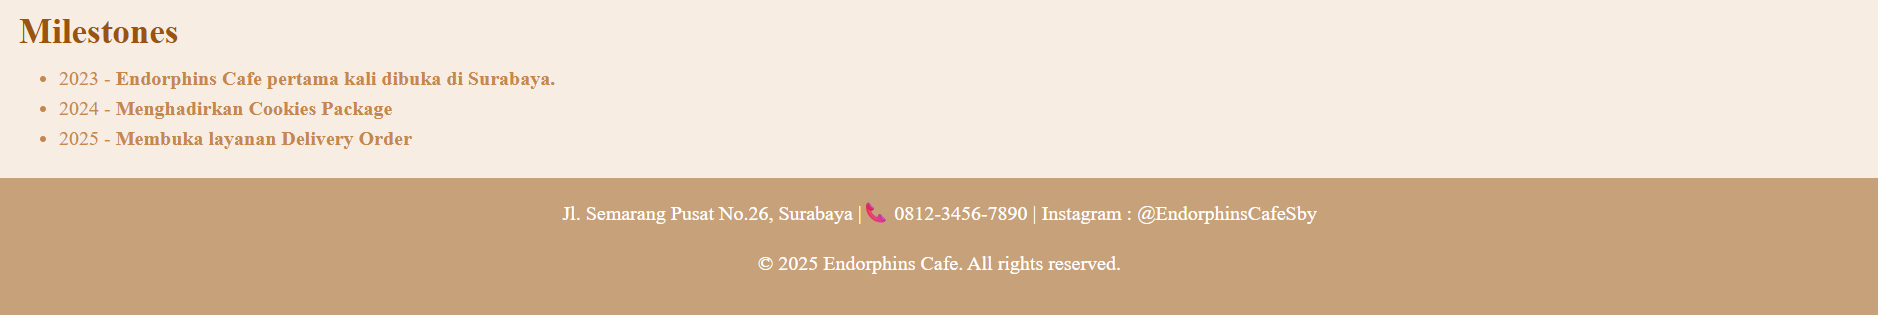 Milestones
2023 - Endorphins Cafe pertama kali dibuka di Surabaya.
2024 - Menghadirkan Cookies Package
2025 - Membuka layanan Delivery Order
Jl. Semarang Pusat No.26, Surabaya |📞 0812-3456-7890 | Instagram : @EndorphinsCafeSby
© 2025 Endorphins Cafe. All rights reserved.